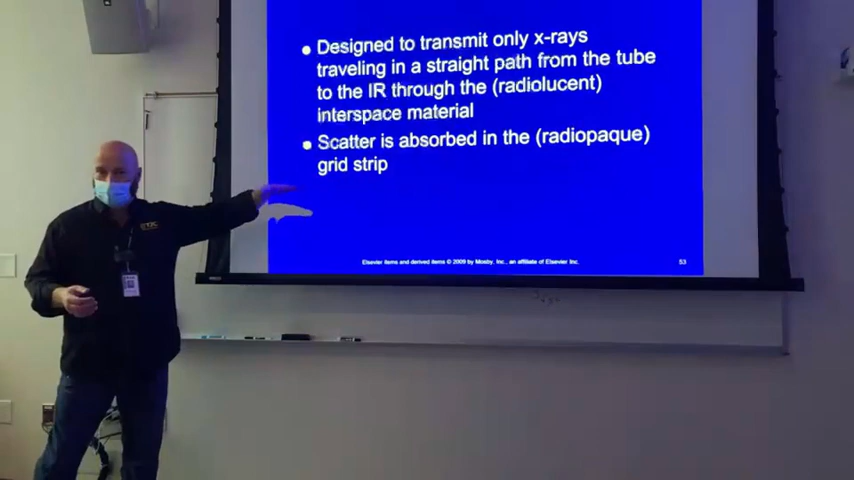 Designed to transmit only x-rays
traveling in a straight path from the tube
to the IR through the (radiolucent)
interspace material
Scatter is absorbed in the (radiopaque)
grid strip
Elsevier items and derived items © 2009 by Mosby, Inc., an affiliate of Elsevier Inc.
53